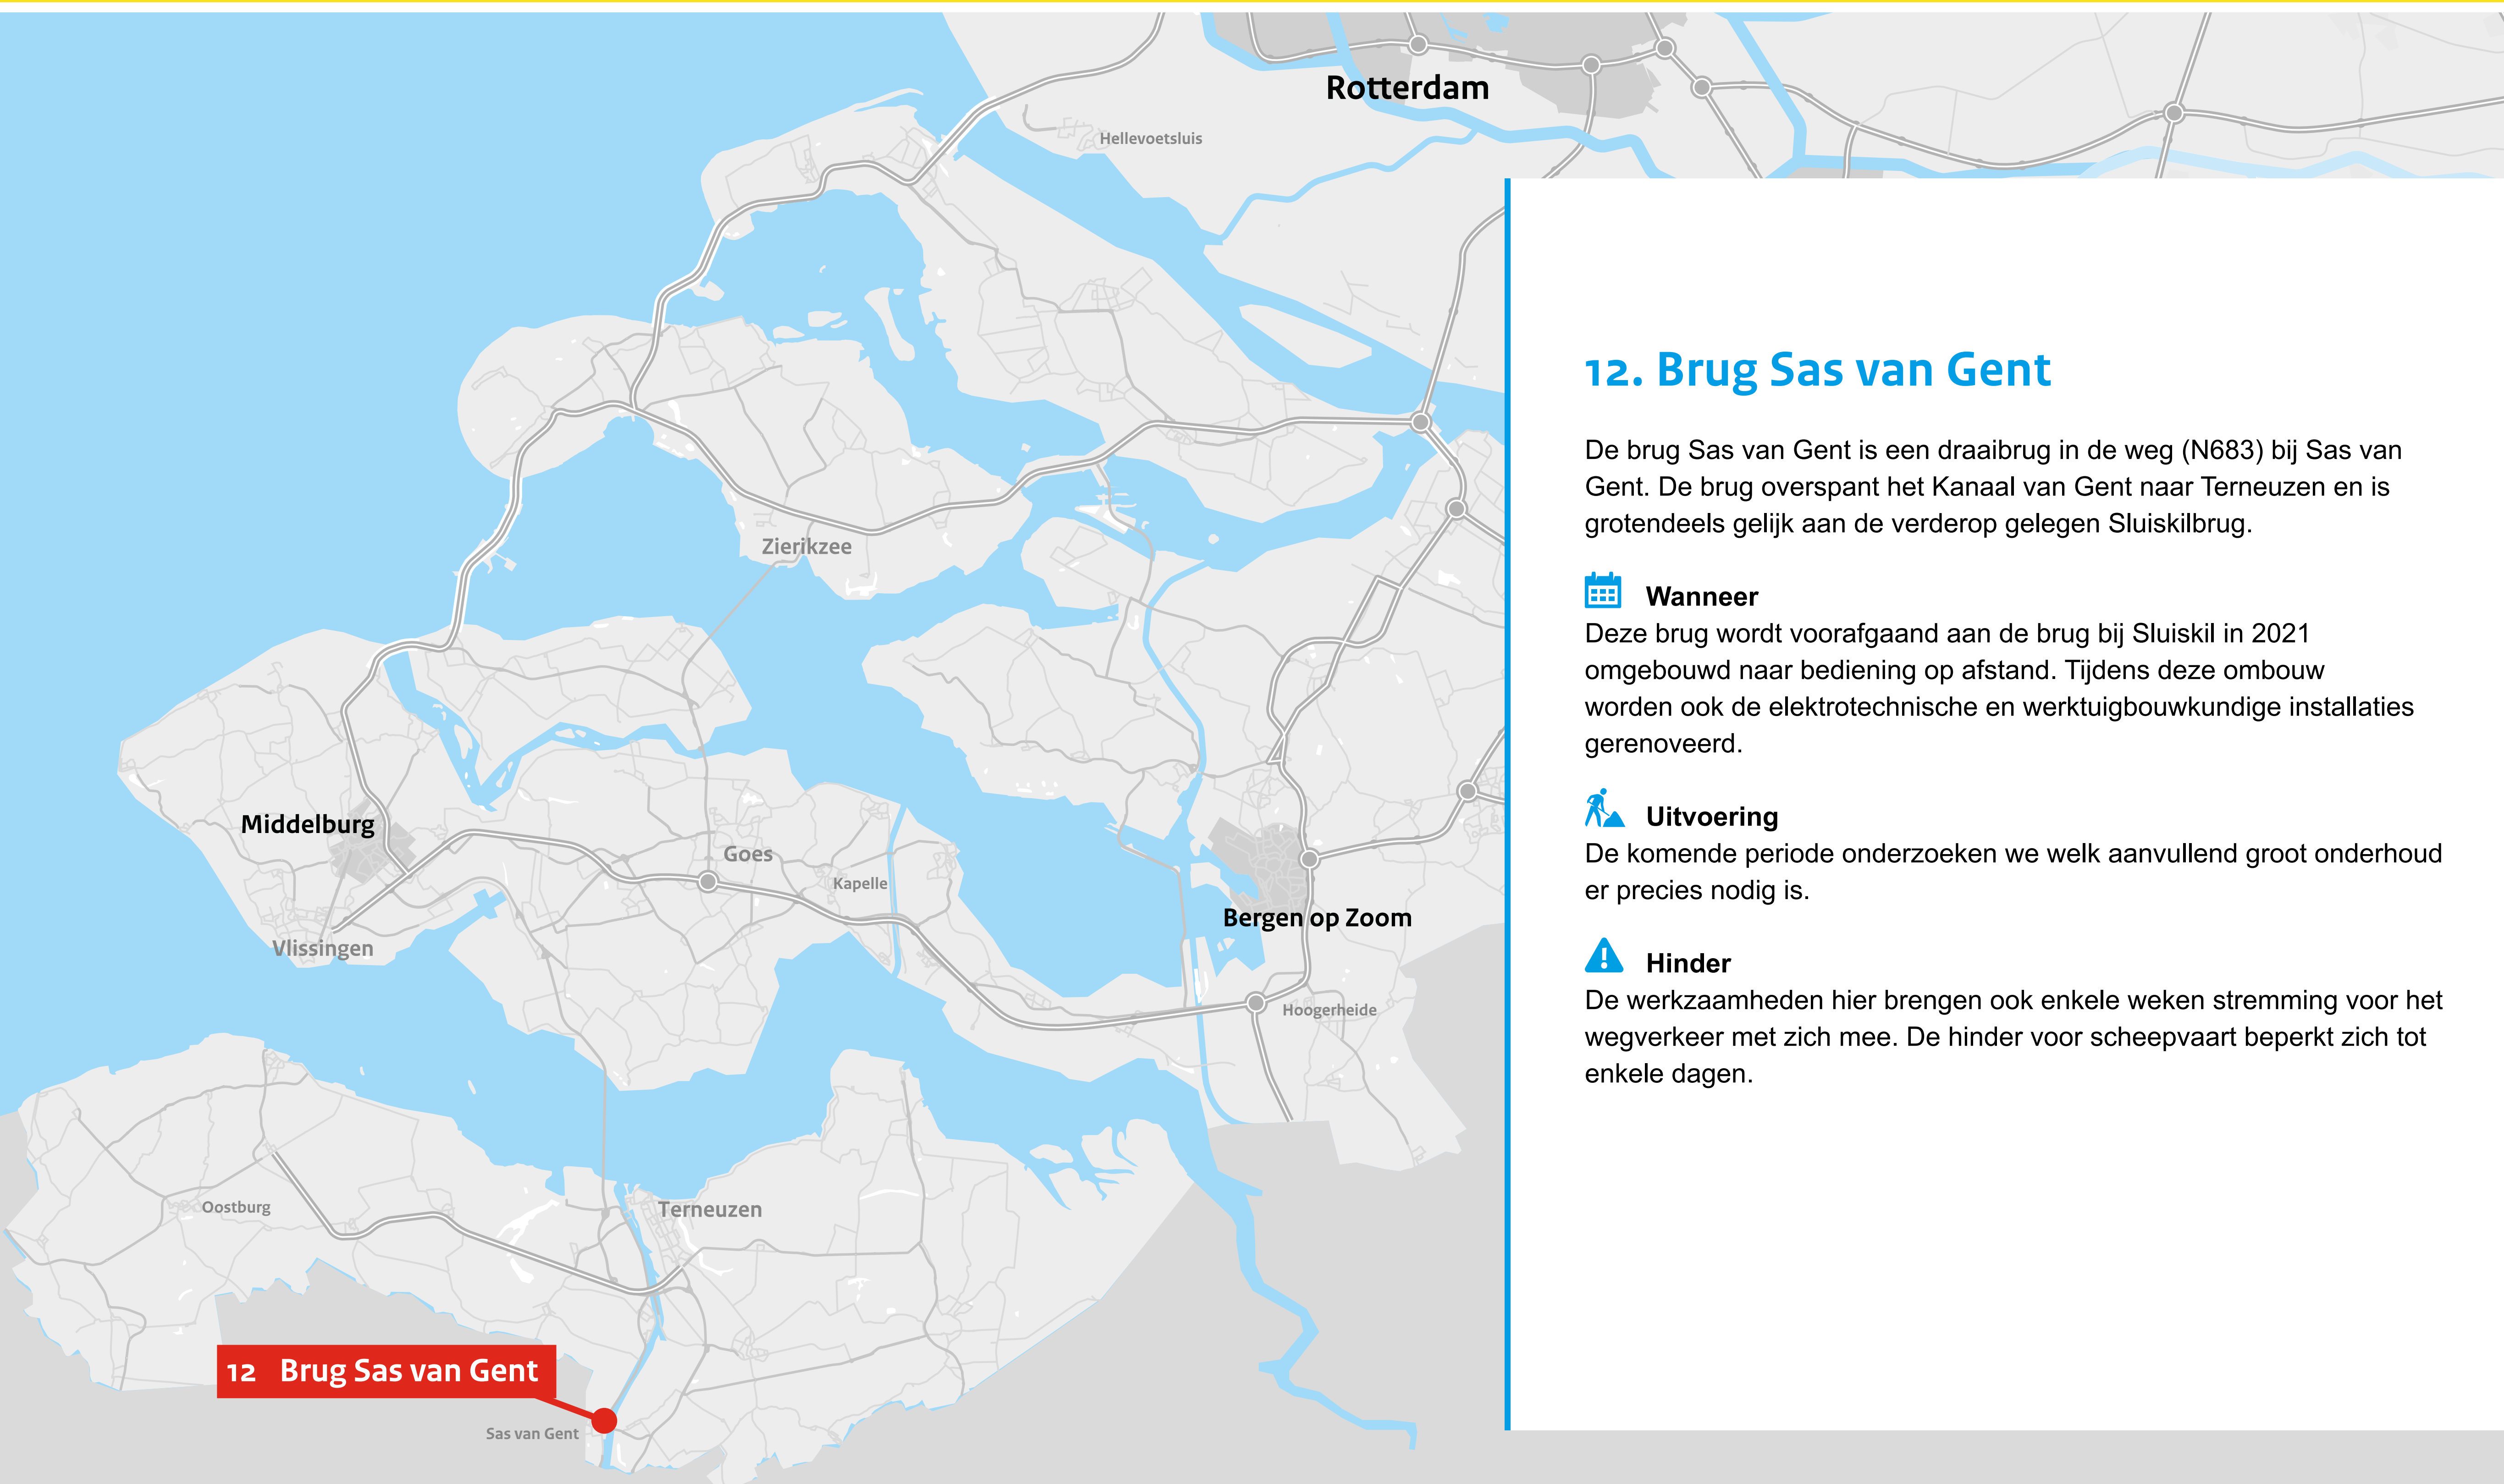 Rotterdam
Hellevoetsluis
Zierikzee
Middelburg
Goes
Kapelle
Bergen op Zoom
Vlissingen
Hoogerheide
Oostburg
Terneuzen
12 Brug Sas van Gent
Sas van Gent
12. Brug Sas van Gent
De brug Sas van Gent is een draaibrug in de weg (N683) bij Sas van
Gent. De brug overspant het Kanaal van Gent naar Terneuzen en is
grotendeels gelijk aan de verderop gelegen Sluiskilbrug.
Wanneer
Deze brug wordt voorafgaand aan de brug bij Sluiskil in 2021
omgebouwd naar bediening op afstand. Tijdens deze ombouw
worden ook de elektrotechnische en werktuigbouwkundige installaties
gerenoveerd.
Uitvoering
De komende periode onderzoeken we welk aanvullend groot onderhoud
er precies nodig is.
Hinder
De werkzaamheden hier brengen ook enkele weken stremming voor het
wegverkeer met zich mee. De hinder voor scheepvaart beperkt zich tot
enkele dagen.